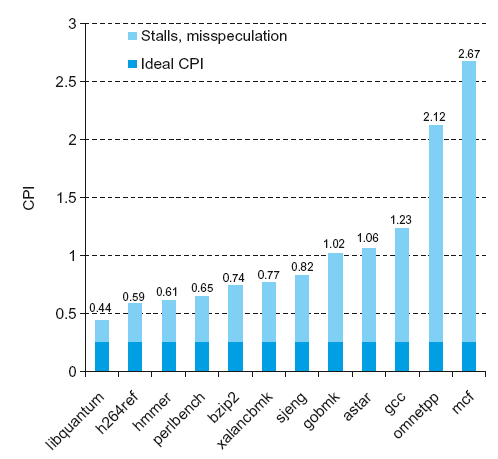 Stalls, misspeculation
Ideal CPI
CPI
3
2.5
2
1.5
1
0.5
0
0.44
0.59
0.61
0.65
0.74
0.77
0.82
1.02
1.06
1.23
2.12
2.67
libquantum
h264ref
hmmer
perlbench
bzip2
xalancbmk
sjeng
gobmk
astar
gcc
omnetpp
mcf